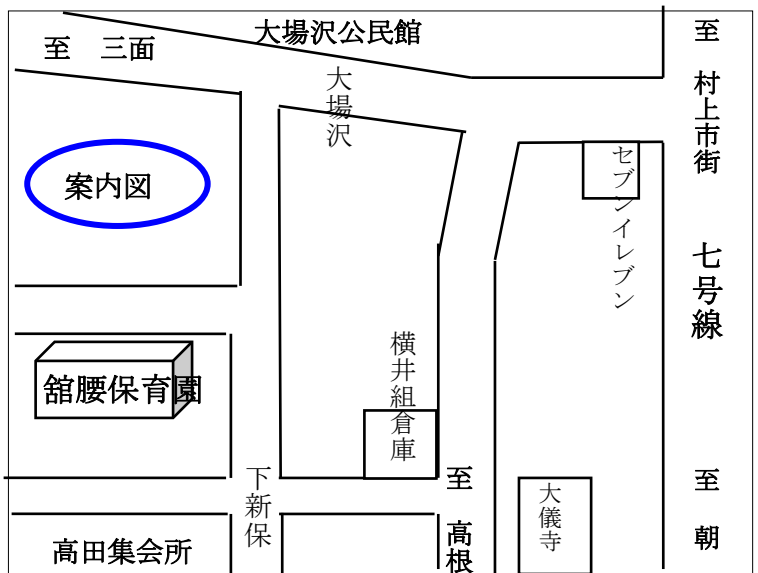 至　三面
大場沢公民館
至　村上市街
大場沢
案内図
セブンイレブン
七号線
横井組倉庫
舘腰保育園
下新保
至　高根
大儀寺
至　朝
高田集会所